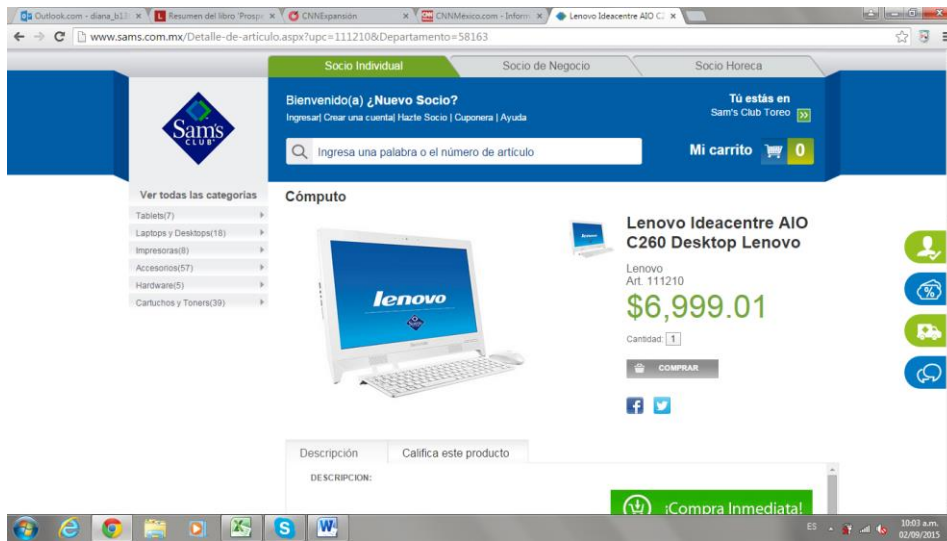 Outlook.com - diana_b13
Resumen del libro 'Prospe
CNNExpansión
CNNMéxico.com - Inform
Lenovo Ideacentre AIO C2
www.sams.com.mx/Detalle-de-articulo.aspx?upc=111210&Departamento=58163
Socio Individual
Socio de Negocio
Socio Horeca
Sam's
CLUB
Bienvenido(a) ¿Nuevo Socio?
Ingresar| Crear una cuenta| Hazte Socio | Cuponera | Ayuda
Tú estás en
Sam's Club Toreo
Ingresa una palabra o el número de artículo
Mi carrito 0
Ver todas las categorías
Tablets(7)
Laptops y Desktops(18)
Impresoras(8)
Accesorios(57)
Hardware(5)
Cartuchos y Toners(39)
Cómputo
lenovo
Lenovo Ideacentre AIO
C260 Desktop Lenovo
Lenovo
Art. 111210
$6,999.01
Cantidad: 1
COMPRAR
Descripción
Califica este producto
DESCRIPCION:
¡Compra Inmediata!
ES
10:03 a.m.
02/09/2015